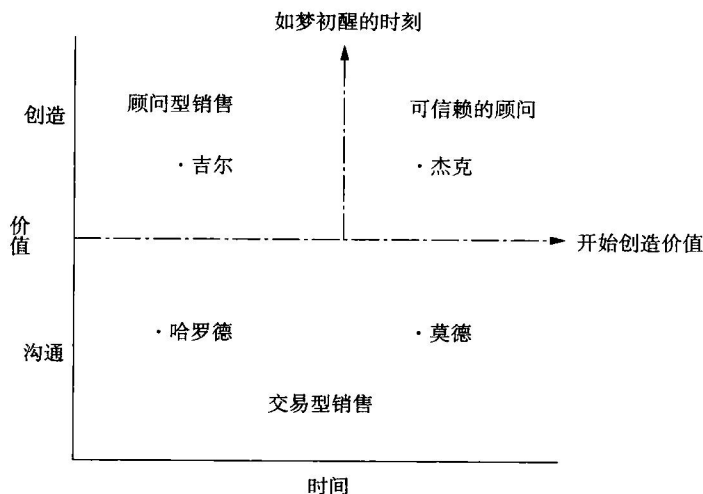 如梦初醒的时刻
创造
顾问型销售
可信赖的顾问
·吉尔
·杰克
价值
开始创造价值
沟通
·哈罗德
·莫德
交易型销售
时间